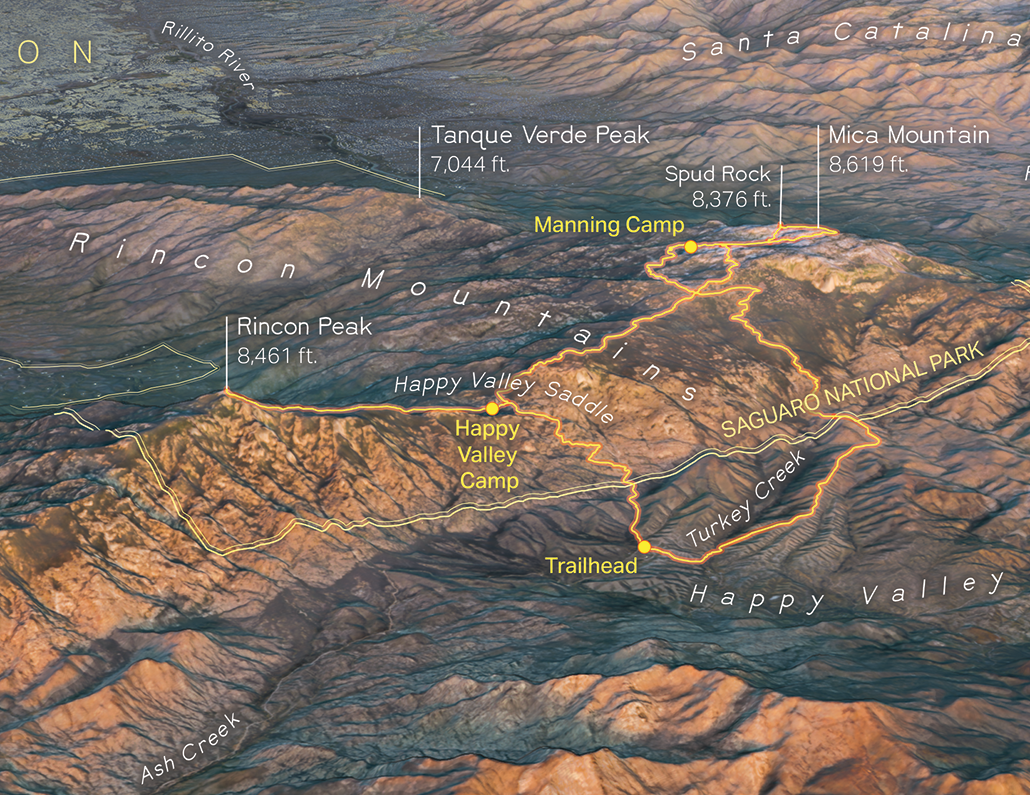 O N
Rillito River
Santa Catalina
Tanque Verde Peak
7,044 ft.
Mica Mountain
8,619 ft.
Spud Rock
8,376 ft.
Manning Camp
Rincon Mountains
Rincon Peak
8,461 ft.
Happy Valley Saddle
SAGUARO NATIONAL PARK
Happy
Valley
Camp
Turkey Creek
Trailhead
Happy Valley
Ash Creek